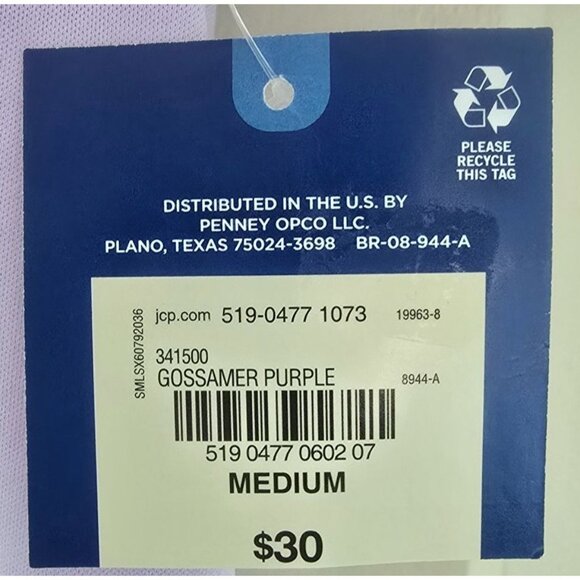 PLEASE
RECYCLE
THIS TAG
DISTRIBUTED IN THE U.S. BY
PENNEY OPCO LLC.
PLANO, TEXAS 75024-3698 BR-08-944-A
SMLSX60792036
jcp.com 519-0477 1073 19963-8
341500
GOSSAMER PURPLE 8944-A
519 0477 0602 07
MEDIUM
$30